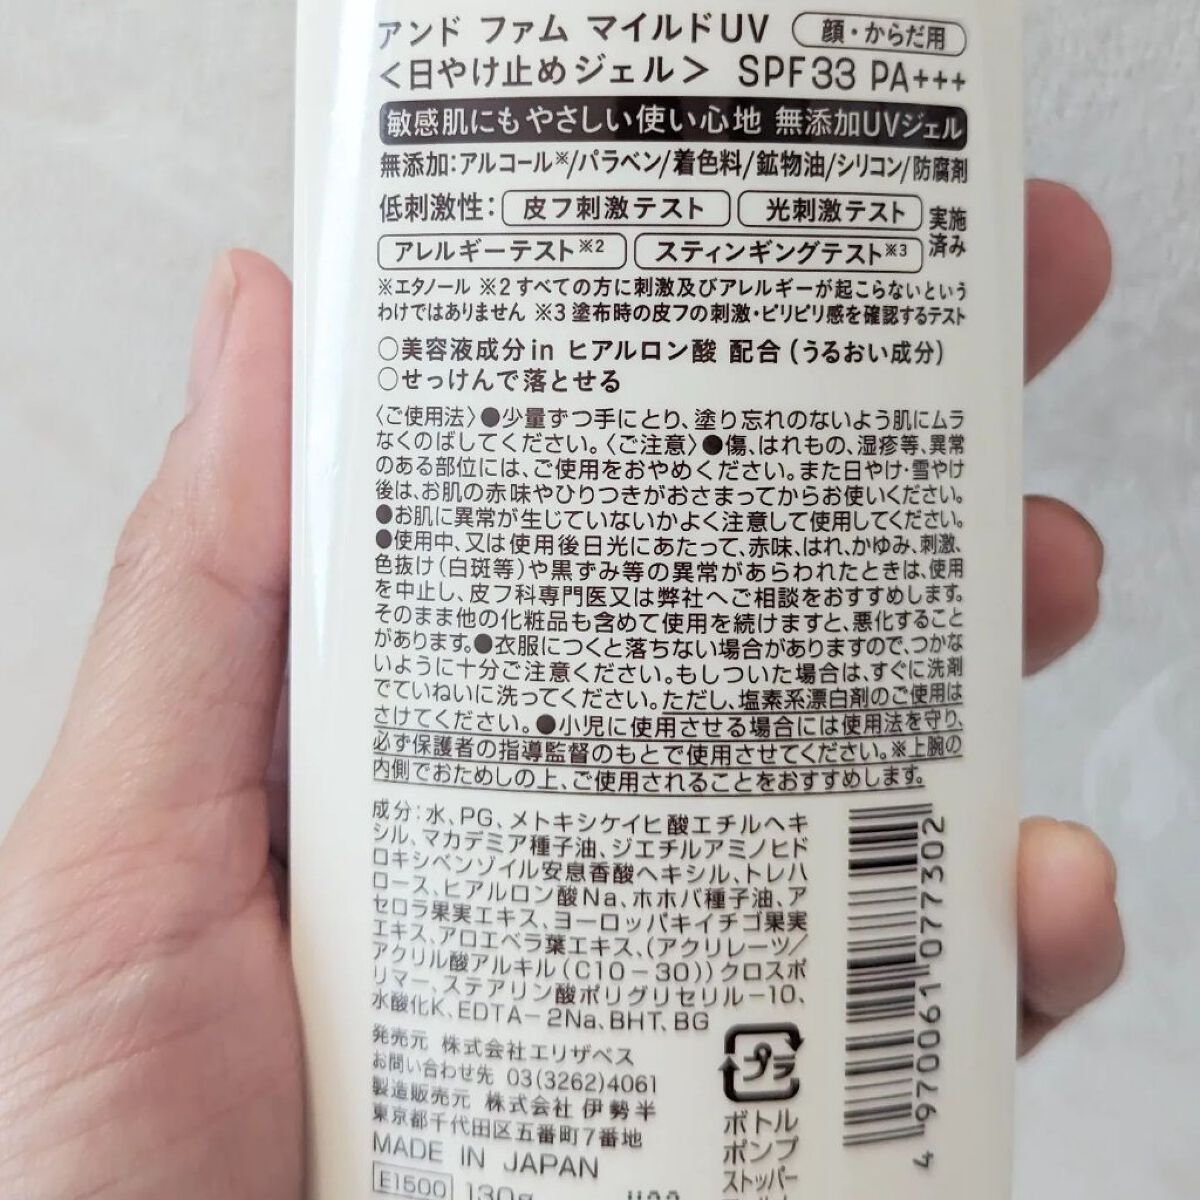 アンド ファム マイルドUV 顔・からだ用
＜日やけ止めジェル＞ SPF33 PA+++
敏感肌にもやさしい使い心地 無添加UVジェル
無添加:アルコール※/パラベン/着色料/鉱物油/シリコン/防腐剤
低刺激性: 皮フ刺激テスト 光刺激テスト 実施
アレルギーテスト※2 スティンギングテスト※3 済み
※エタノール ※2 すべての方に刺激及びアレルギーが起こらないという
わけではありません ※3 塗布時の皮フの刺激・ピリピリ感を確認するテスト
○美容液成分in ヒアルロン酸 配合(うるおい成分)
○せっけんで落とせる
〈ご使用法〉●少量ずつ手にとり、塗り忘れのないよう肌にムラ
なくのばしてください。〈ご注意〉●傷、はれもの、湿疹等、異常
のある部位には、ご使用をおやめください。また日やけ・雪やけ
後は、お肌の赤味やひりつきがおさまってからお使いください。
●お肌に異常が生じていないかよく注意して使用してください。
●使用中、又は使用後日光にあたって、赤味、はれ、かゆみ、刺激、
色抜け(白斑等)や黒ずみ等の異常があらわれたときは、使用
を中止し、皮フ科専門医又は弊社へご相談をおすすめします。
そのまま他の化粧品も含めて使用を続けますと、悪化すること
があります。●衣服につくと落ちない場合がありますので、つかな
いように十分ご注意ください。もしついた場合は、すぐに洗剤
でていねいに洗ってください。ただし、塩素系漂白剤のご使用は
さけてください。●小児に使用させる場合には使用法を守り、
必ず保護者の指導監督のもとで使用させてください。※上腕の
内側でおためしの上、ご使用されることをおすすめします。
成分:水、PG、メトキシケイヒ酸エチルヘキ
シル、マカデミア種子油、ジエチルアミノヒド
ロキシベンゾイル安息香酸ヘキシル、トレハ
ロース、ヒアルロン酸Na、ホホバ種子油、ア
セロラ果実エキス、ヨーロッパキイチゴ果実
エキス、アロエベラ葉エキス、(アクリレーツ/
アクリル酸アルキル(C10-30))クロスポ
リマー、ステアリン酸ポリグリセリル-10、
水酸化K、EDTA-2Na、BHT、BG
発売元 株式会社エリザベス
お問い合わせ先 03(3262)4061
製造販売元 株式会社 伊勢半
東京都千代田区五番町7番地
MADE IN JAPAN
E1500 130g
プラ
ボトル
ポンプ
ストッパー
4 970061 077302